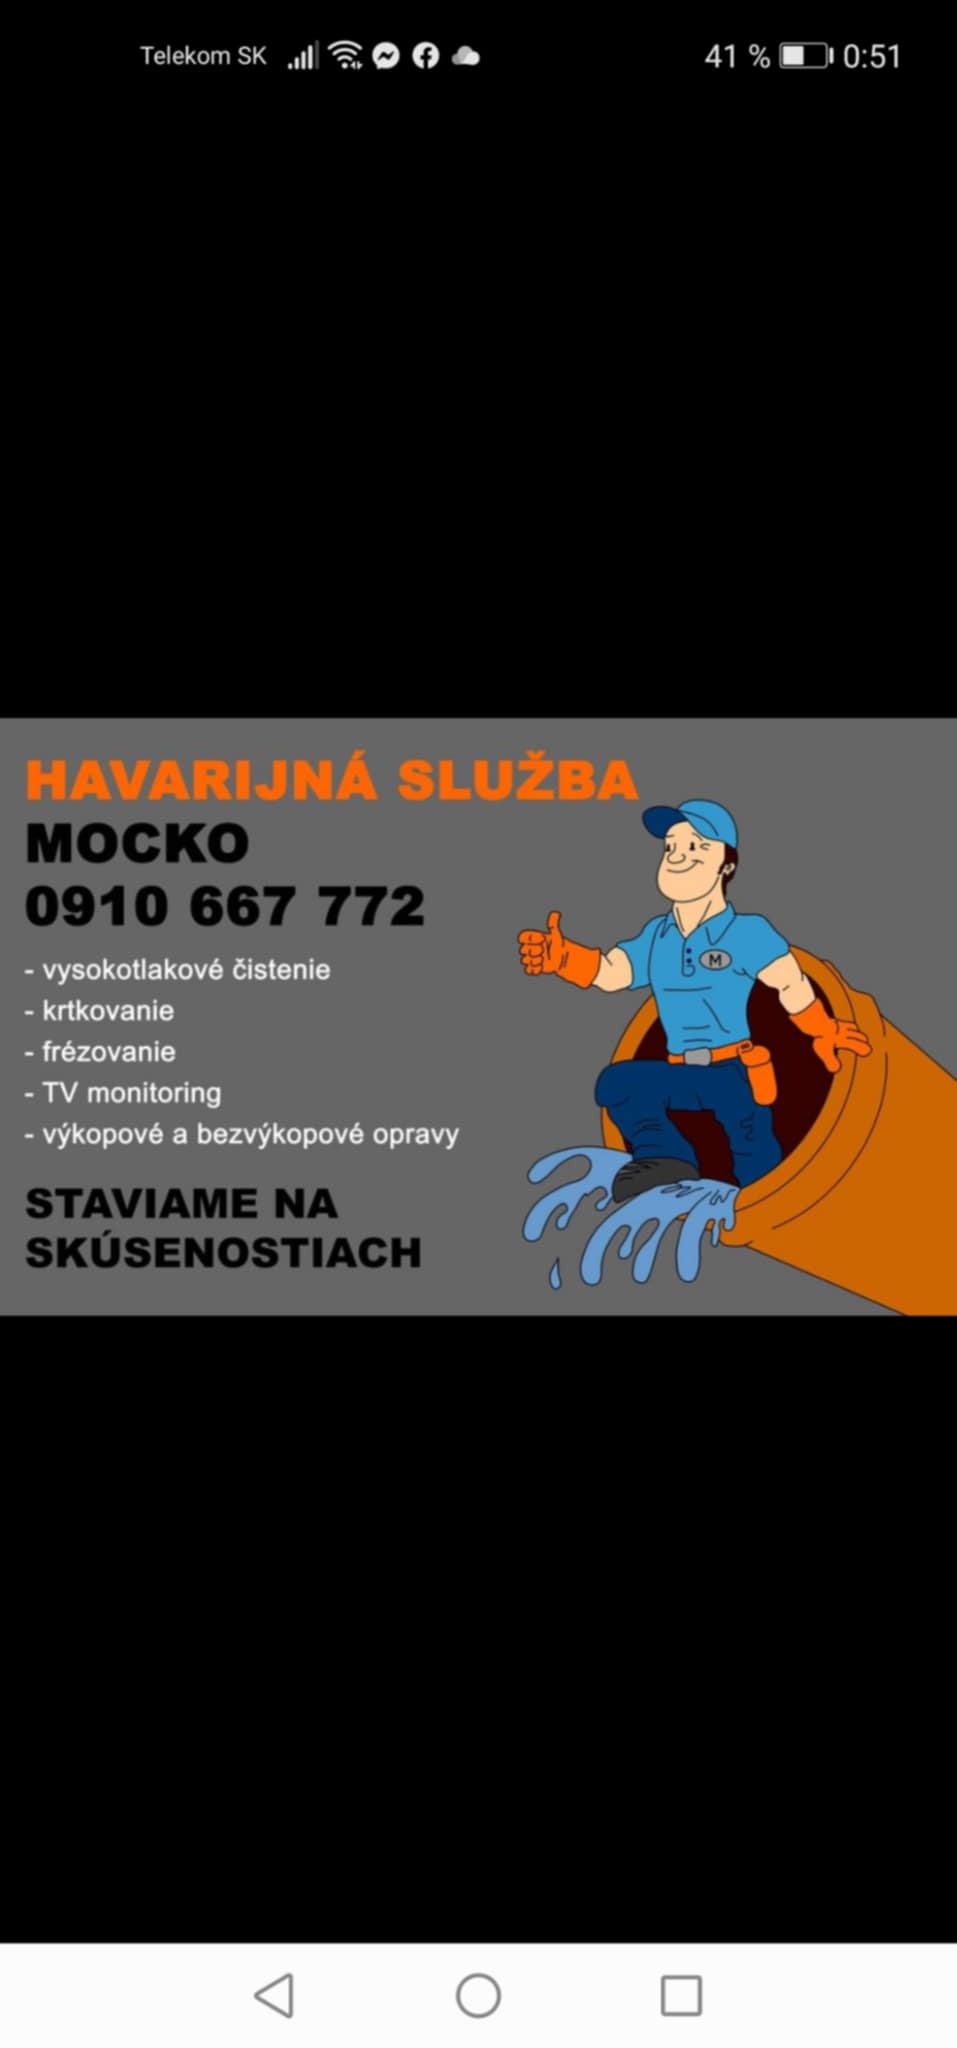 Telekom SK 41 % 0:51
HAVARIJNÁ SLUŽBA
MOCKO
0910 667 772
- vysokotlakové čistenie
- krtkovanie
- frézovanie
- TV monitoring
- výkopové a bezvýkopové opravy
STAVIAME NA
SKÚSENOSTIACH
M